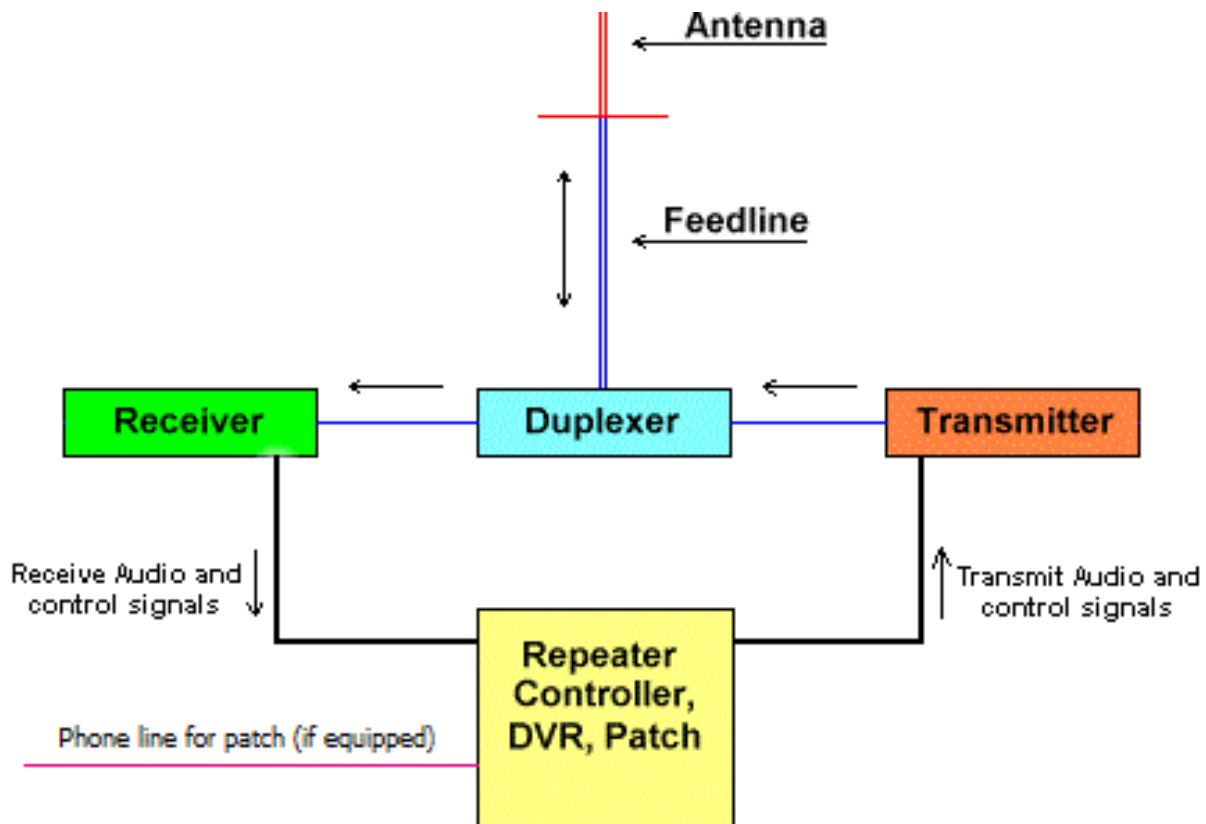 Antenna
Feedline
Receiver
Duplexer
Transmitter
Receive Audio and
control signals
Transmit Audio and
control signals
Repeater
Controller,
DVR, Patch
Phone line for patch (if equipped)